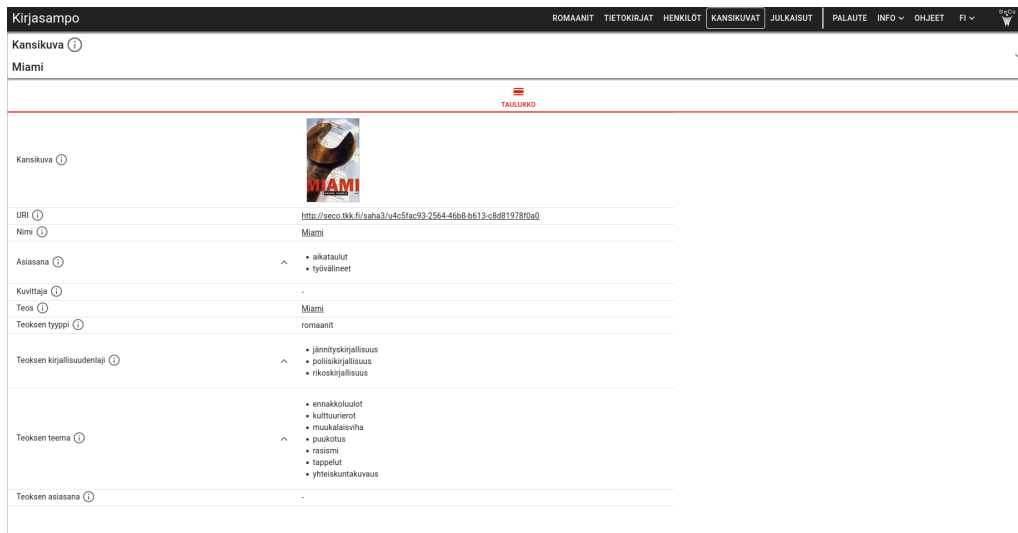 Kirjasampo
ROMAANIT TIETOKIRJAT HENKILÖT KANSIKUVAT JULKAISUT PALAUTE INFO OHJEET FI
SeCo
Kansikuva
Miami
TAULUKKO
Kansikuva
MIAMI
URI http://seco.tkk.fi/saha3/u4c5fac93-2564-46b8-b613-c8d81978f0a0
Nimi Miami
Asiasana
• aikataulut
• työvälineet
Kuvittaja -
Teos Miami
Teoksen tyyppi romaanit
Teoksen kirjallisuudenlaji
• jännityskirjallisuus
• poliisikirjallisuus
• rikoskirjallisuus
Teoksen teema
• ennakkoluulot
• kulttuurierot
• muukalaisviha
• puukotus
• rasismi
• tappelut
• yhteiskuntakuvaus
Teoksen asiasana -